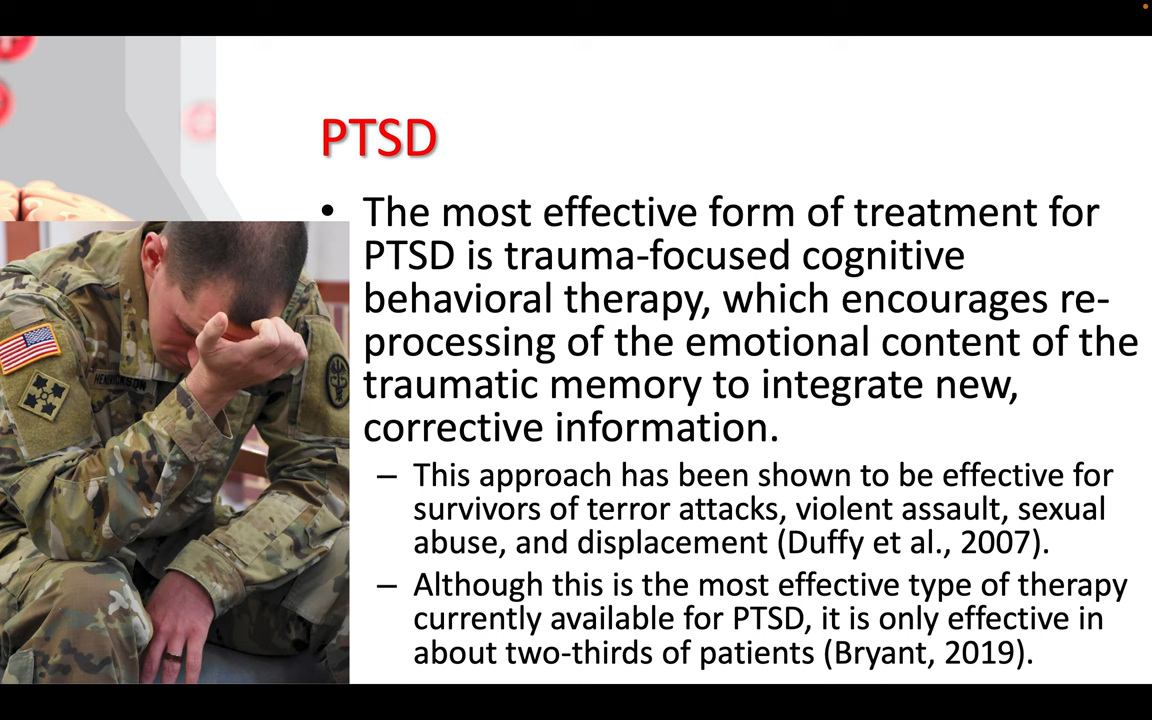 PTSD
• The most effective form of treatment for
PTSD is trauma-focused cognitive
behavioral therapy, which encourages re-
processing of the emotional content of the
traumatic memory to integrate new,
corrective information.
– This approach has been shown to be effective for
survivors of terror attacks, violent assault, sexual
abuse, and displacement (Duffy et al., 2007).
– Although this is the most effective type of therapy
currently available for PTSD, it is only effective in
about two-thirds of patients (Bryant, 2019).